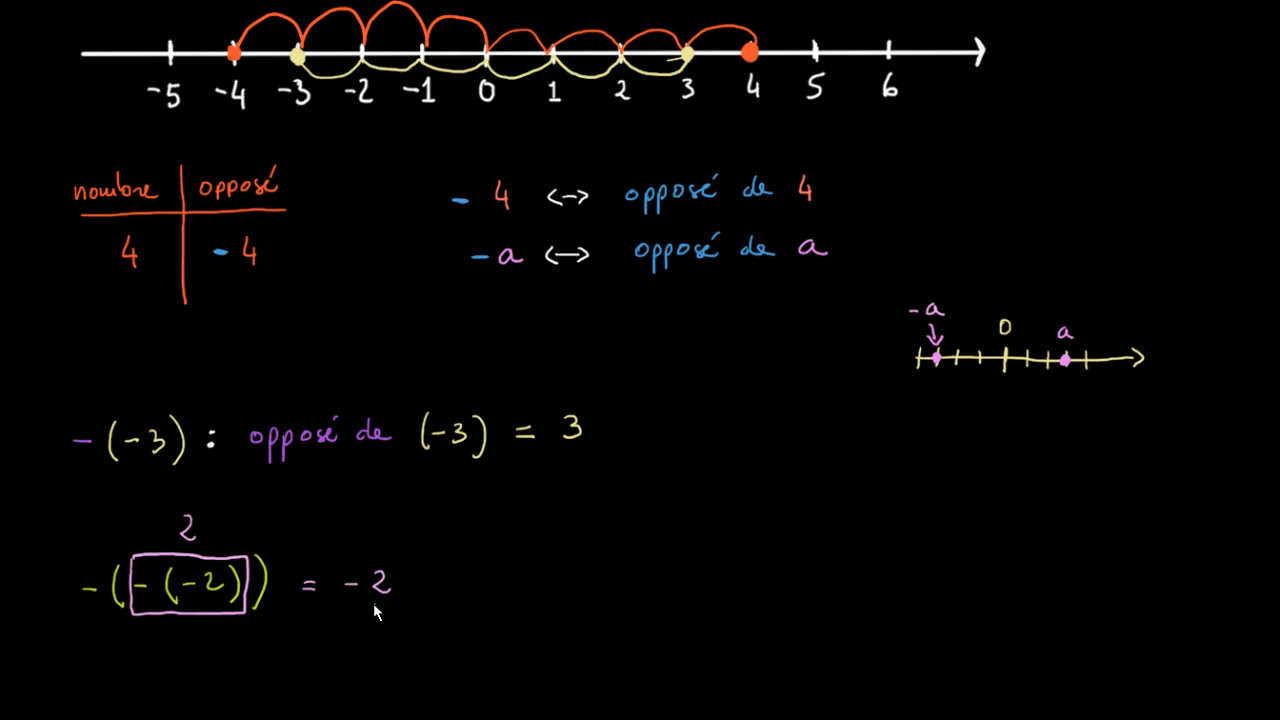 -5 -4 -3 -2 -1 0 1 2 3 4 5 6
nombre opposé
4 - 4
- 4 <-> opposé de 4
- a <-> opposé de a
-a 0 a
- (-3) : opposé de (-3) = 3
2
- (- (-2)) = - 2